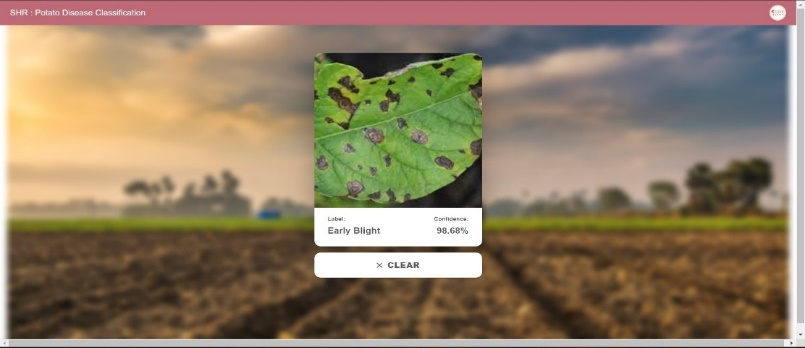 SHR : Potato Disease Classification
Label:
Confidence:
Early Blight
98.68%
× CLEAR